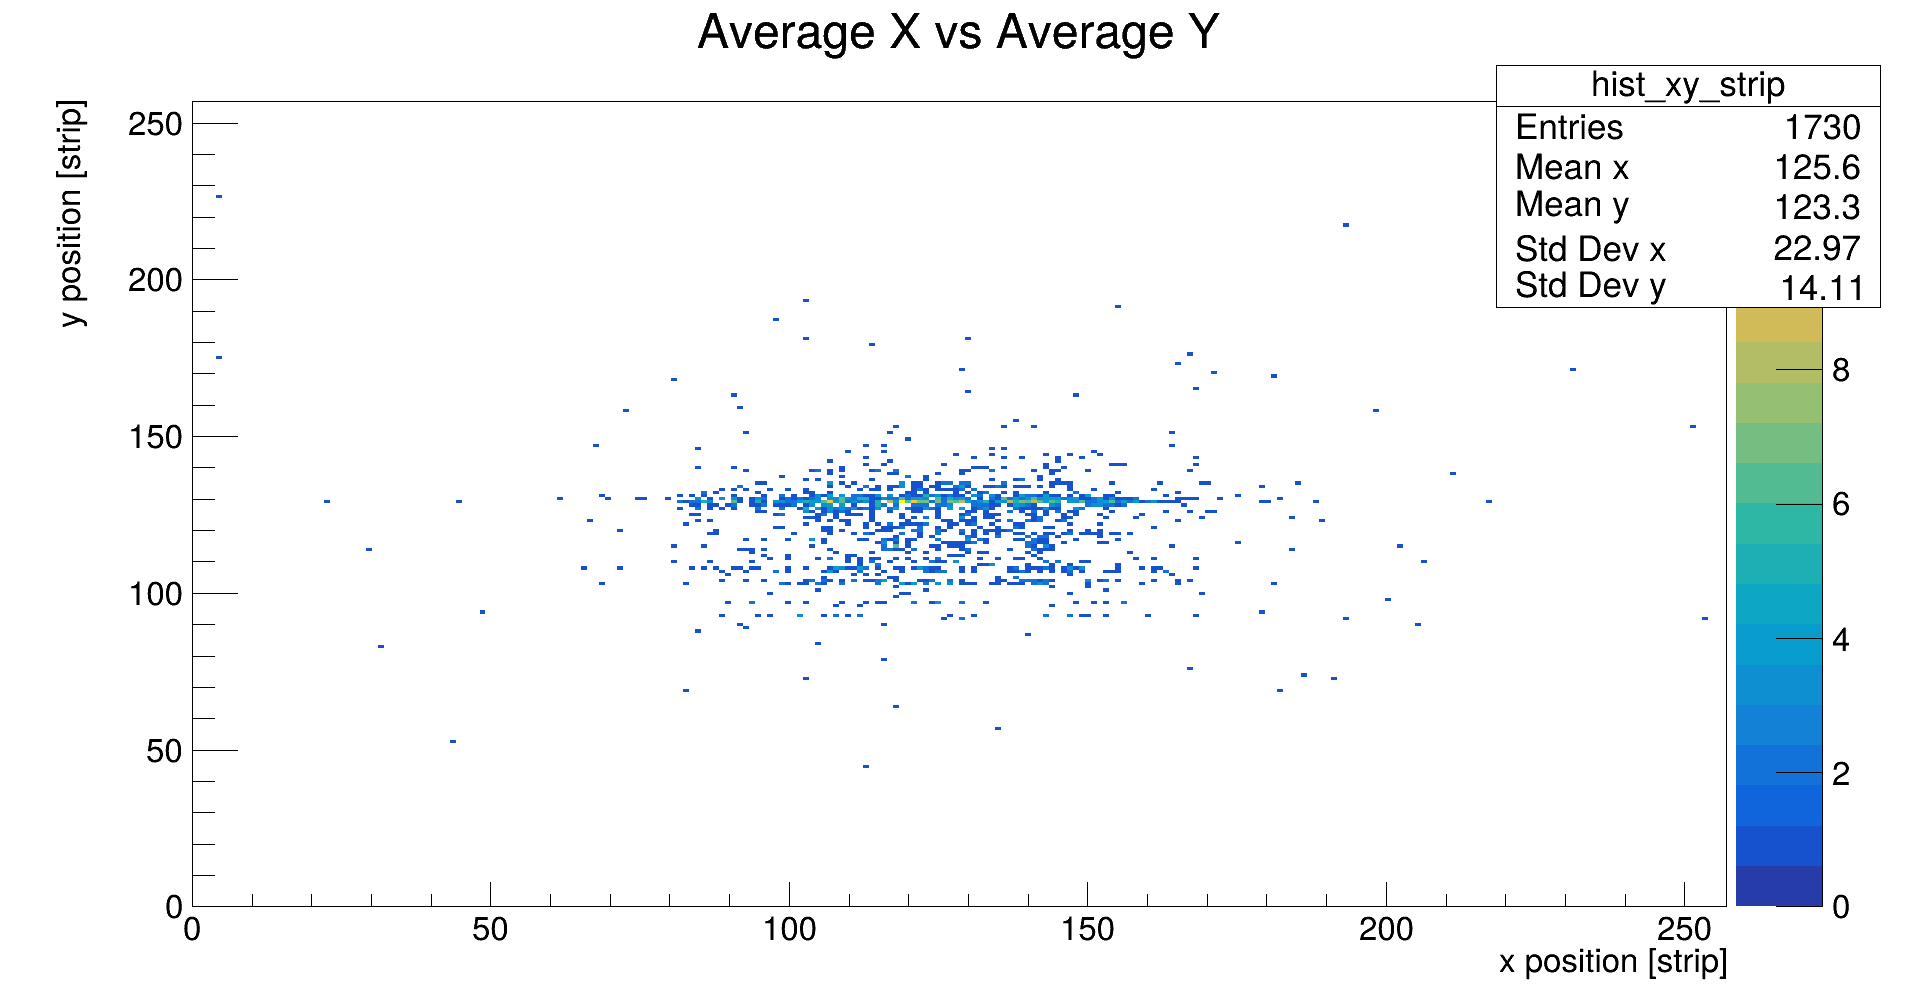 Average X vs Average Y
hist_xy_strip
Entries 1730
Mean x 125.6
Mean y 123.3
Std Dev x 22.97
Std Dev y 14.11
y position [strip]
250
200
150
100
50
0
0 50 100 150 200 250
x position [strip]
8
6
4
2
0